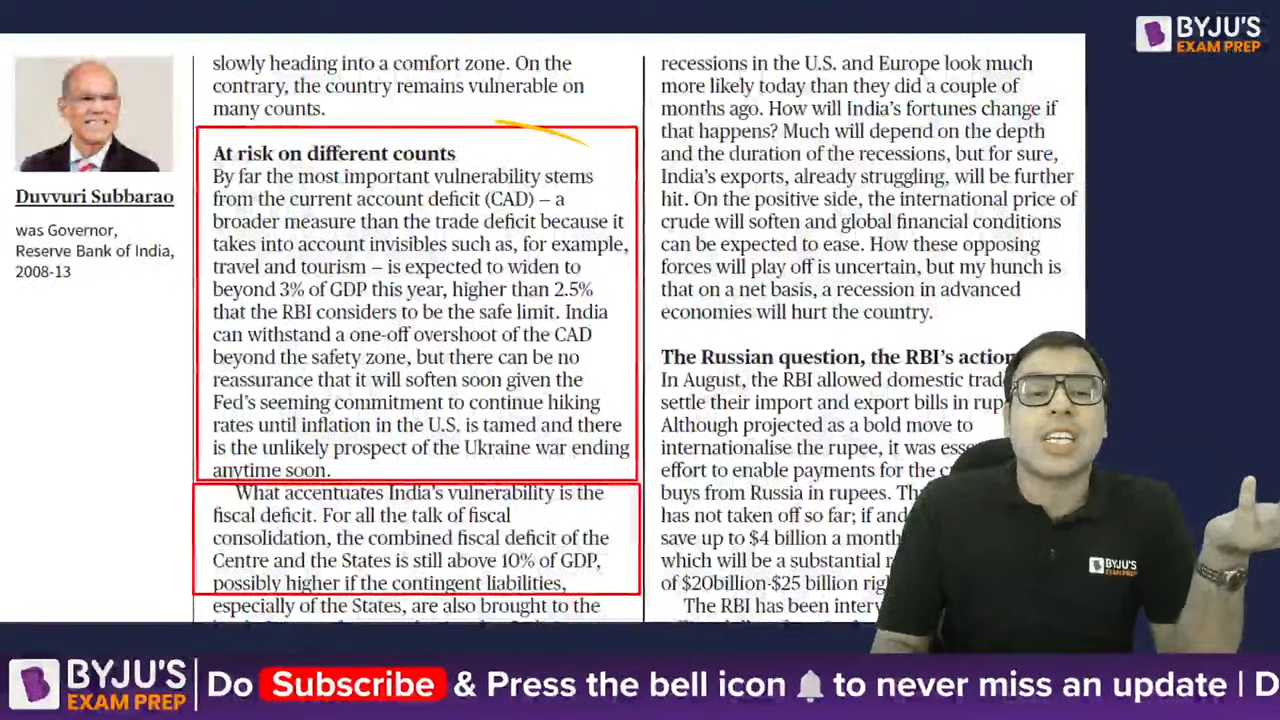 BYJU'S
EXAM PREP
Duvvuri Subbarao
was Governor,
Reserve Bank of India,
2008-13
slowly heading into a comfort zone. On the
contrary, the country remains vulnerable on
many counts.
At risk on different counts
By far the most important vulnerability stems
from the current account deficit (CAD) – a
broader measure than the trade deficit because it
takes into account invisibles such as, for example,
travel and tourism – is expected to widen to
beyond 3% of GDP this year, higher than 2.5%
that the RBI considers to be the safe limit. India
can withstand a one-off overshoot of the CAD
beyond the safety zone, but there can be no
reassurance that it will soften soon given the
Fed's seeming commitment to continue hiking
rates until inflation in the U.S. is tamed and there
is the unlikely prospect of the Ukraine war ending
anytime soon.
What accentuates India's vulnerability is the
fiscal deficit. For all the talk of fiscal
consolidation, the combined fiscal deficit of the
Centre and the States is still above 10% of GDP,
possibly higher if the contingent liabilities,
especially of the States, are also brought to the
recessions in the U.S. and Europe look much
more likely today than they did a couple of
months ago. How will India's fortunes change if
that happens? Much will depend on the depth
and the duration of the recessions, but for sure,
India's exports, already struggling, will be further
hit. On the positive side, the international price of
crude will soften and global financial conditions
can be expected to ease. How these opposing
forces will play off is uncertain, but my hunch is
that on a net basis, a recession in advanced
economies will hurt the country.
The Russian question, the RBI's action
In August, the RBI allowed domestic trad
settle their import and export bills in rup
Although projected as a bold move to
internationalise the rupee, it was esse
effort to enable payments for the c
buys from Russia in rupees. Th
has not taken off so far; if and
save up to $4 billion a month
which will be a substantial r
of $20billion-$25 billion rig
The RBI has been interv
BYJU'S
EXAM PREP
BYJU'S
EXAM PREP
Do Subscribe & Press the bell icon to never miss an update | D